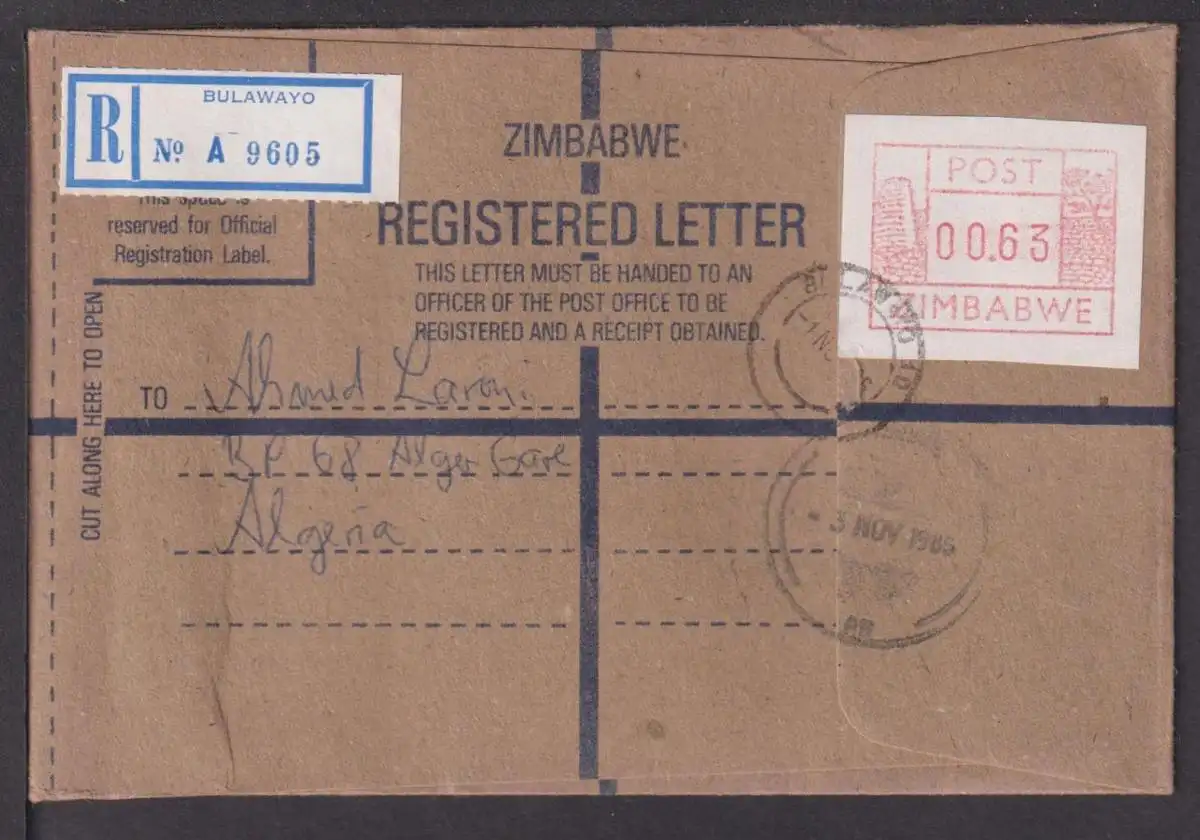 BULAWAYO
R Nº A 9605
This space is
reserved for Official
Registration Label.
ZIMBABWE
REGISTERED LETTER
THIS LETTER MUST BE HANDED TO AN
OFFICER OF THE POST OFFICE TO BE
REGISTERED AND A RECEIPT OBTAINED.
POST
00.63
ZIMBABWE
CUT ALONG HERE TO OPEN
TO Ahmed
BP 68 Alger Gare
Algeria
BULAWAYO
3 NOV 1986